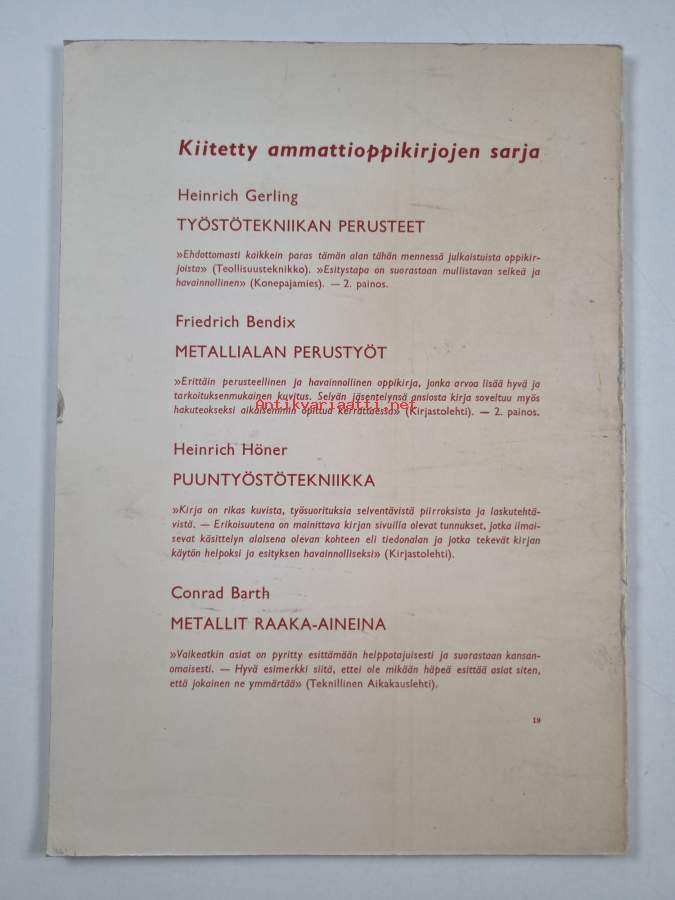 Kiitetty ammattioppikirjojen sarja
Heinrich Gerling
TYÖSTÖTEKNIIKAN PERUSTEET
»Ehdottomasti kaikkein paras tämän alan tähän mennessä julkaistuista oppikir-
joista» (Teollisuusteknikko). »Esitystapa on suorastaan mullistavan selkeä ja
havainnollinen» (Konepajamies). — 2. painos.
Friedrich Bendix
METALLIALAN PERUSTYÖT
»Erittäin perusteellinen ja havainnollinen oppikirja, jonka arvoa lisää hyvä ja
tarkoituksenmukainen kuvitus. Selvän jäsentelynsä ansiosta kirja soveltuu myös
hakuteokseksi aikaisemmin opittua kerrattaessa» (Kirjastolehti). — 2. painos.
Antikvariaatti.net
Heinrich Höner
PUUNTYÖSTÖTEKNIIKKA
»Kirja on rikas kuvista, työsuorituksia selventävistä piirroksista ja laskutehtä-
vistä. — Erikoisuutena on mainittava kirjan sivuilla olevat tunnukset, jotka ilmai-
sevat käsittelyn alaisena olevan kohteen eli tiedonalan ja jotka tekevät kirjan
käytön helpoksi ja esityksen havainnolliseksi» (Kirjastolehti).
Conrad Barth
METALLIT RAAKA-AINEINA
»Vaikeatkin asiat on pyritty esittämään helppotajuisesti ja suorastaan kansan-
omaisesti. — Hyvä esimerkki siitä, ettei ole mikään häpeä esittää asiat siten,
että jokainen ne ymmärtää» (Teknillinen Aikakauslehti).
19